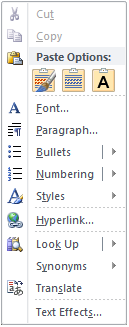 Cut
Copy
Paste Options:
A
Font...
Paragraph...
Bullets
Numbering
Styles
Hyperlink...
Look Up
Synonyms
Translate
Text Effects...